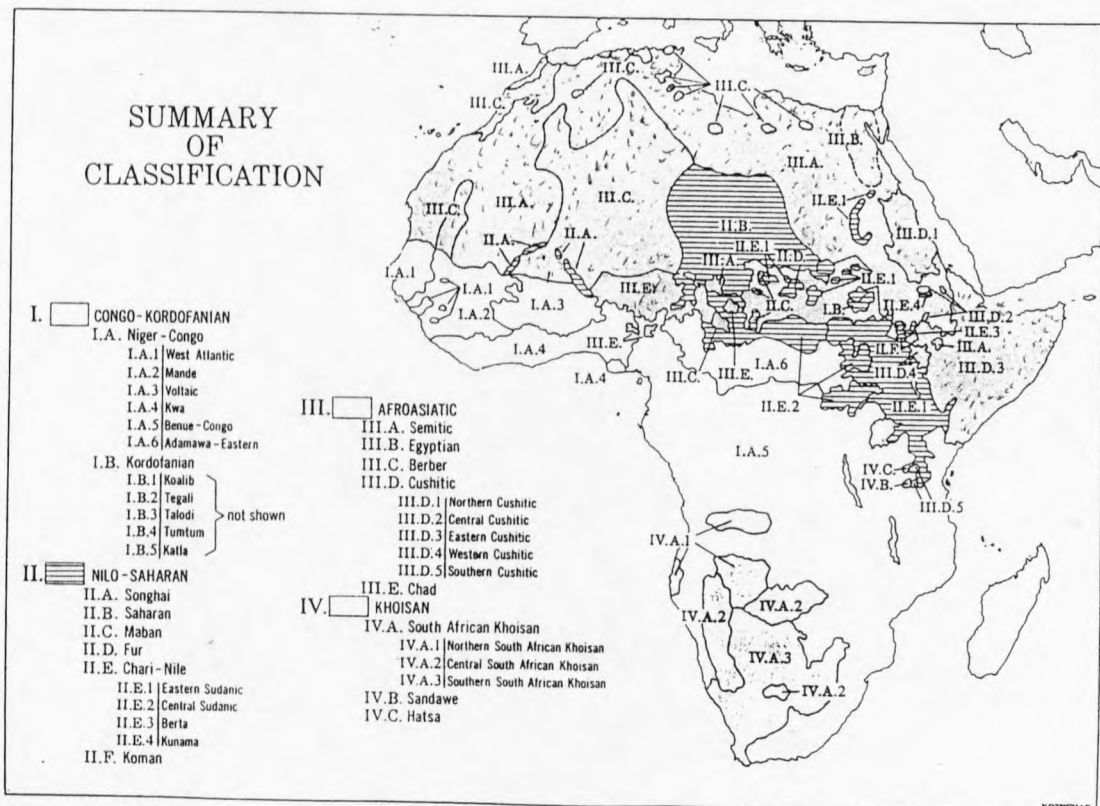 SUMMARY
OF
CLASSIFICATION
I. CONGO-KORDOFANIAN
I.A. Niger-Congo
I.A.1 West Atlantic
I.A.2 Mande
I.A.3 Voltaic
I.A.4 Kwa
I.A.5 Benue-Congo
I.A.6 Adamawa-Eastern
I.B. Kordofanian
I.B.1 Koalib
I.B.2 Tegali
I.B.3 Talodi
I.B.4 Tumtum
I.B.5 Katla
not shown
II. NILO-SAHARAN
II.A. Songhai
II.B. Saharan
II.C. Maban
II.D. Fur
II.E. Chari-Nile
II.E.1 Eastern Sudanic
II.E.2 Central Sudanic
II.E.3 Berta
II.E.4 Kunama
II.F. Koman
III. AFROASIATIC
III.A. Semitic
III.B. Egyptian
III.C. Berber
III.D. Cushitic
III.D.1 Northern Cushitic
III.D.2 Central Cushitic
III.D.3 Eastern Cushitic
III.D.4 Western Cushitic
III.D.5 Southern Cushitic
III.E. Chad
IV. KHOISAN
IV.A. South African Khoisan
IV.A.1 Northern South African Khoisan
IV.A.2 Central South African Khoisan
IV.A.3 Southern South African Khoisan
IV.B. Sandawe
IV.C. Hatsa
III.A.
III.C.
III.C.
III.C.
III.B.
III.A.
III.C.
III.A.
III.C.
II.E.1
II.B.
III.D.1
II.A.
II.A.
II.E.1
III.A.
II.D.
I.A.1
I.A.1
I.A.3
III.E.
II.E.1
I.A.2
II.C.
I.B.
II.E.4
III.D.2
II.E.3
I.A.4
III.E.
II.F.
III.A.
I.A.6
III.D.4
III.D.3
I.A.4
III.C.
III.E.
II.E.2
II.E.1
I.A.5
IV.C.
IV.B.
III.D.5
IV.A.1
IV.A.2
IV.A.2
IV.A.3
IV.A.2